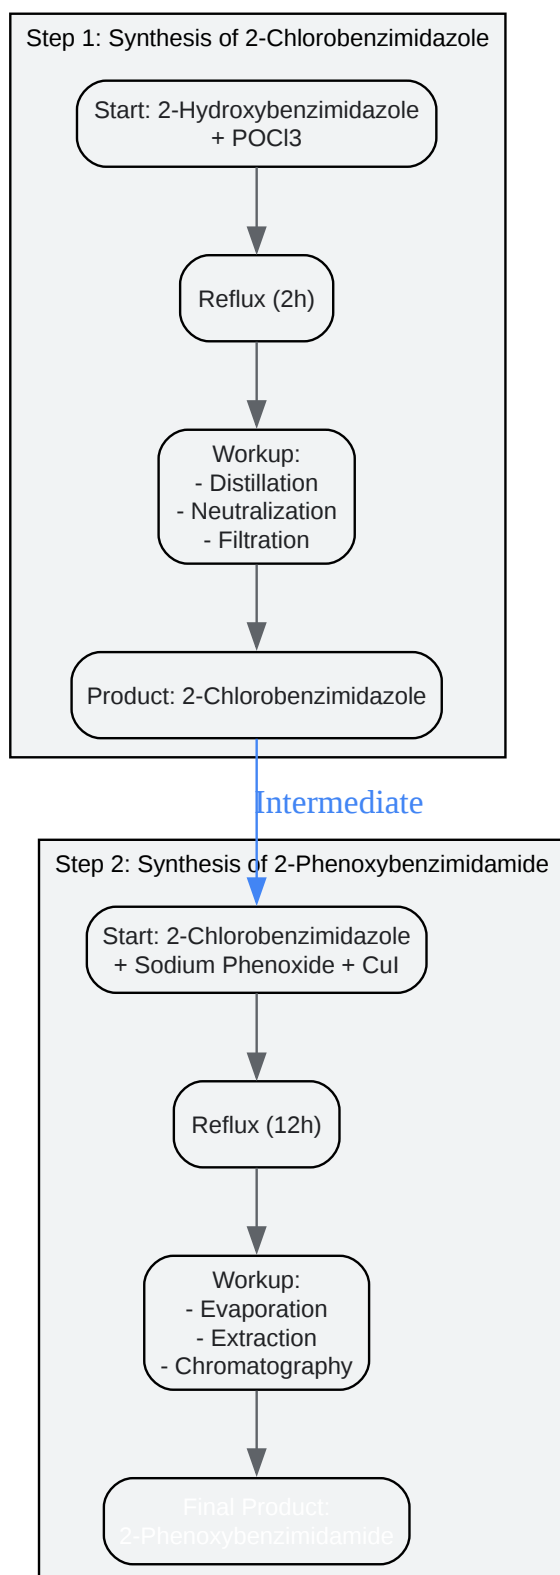 Step 1: Synthesis of 2-Chlorobenzimidazole
Start: 2-Hydroxybenzimidazole
+ POCl3
Reflux (2h)
Workup:
- Distillation
- Neutralization
- Filtration
Product: 2-Chlorobenzimidazole
Intermediate
Step 2: Synthesis of 2-Phenoxybenzimidamide
Start: 2-Chlorobenzimidazole
+ Sodium Phenoxide + CuI
Reflux (12h)
Workup:
- Evaporation
- Extraction
- Chromatography
Final Product:
2-Phenoxybenzimidamide